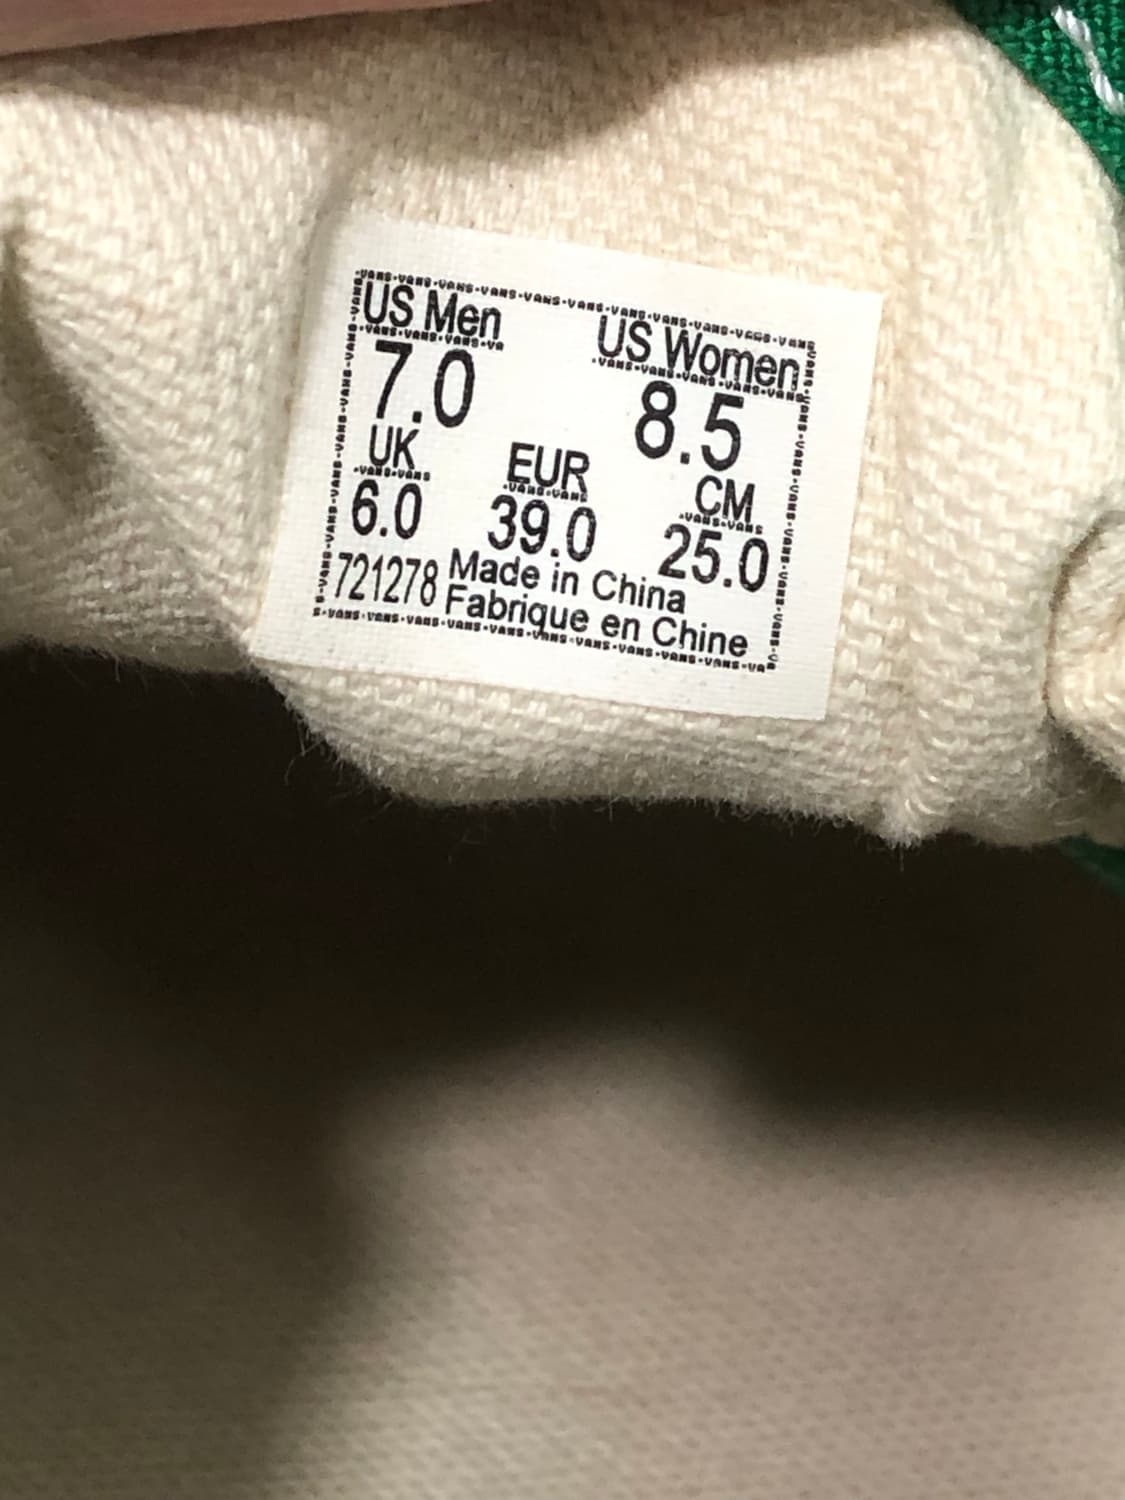 US Men US Women
7.0 8.5
UK EUR CM
6.0 39.0 25.0
721278 Made in China
Fabrique en Chine